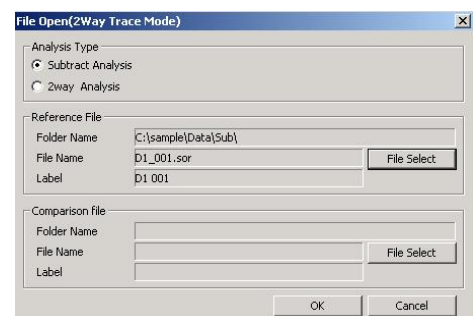 File Open(2Way Trace Mode)
Analysis Type
Subtract Analysis
2way Analysis
Reference File
Folder Name C:\sample\Data\Sub\
File Name D1_001.sor File Select
Label D1 001
Comparison file
Folder Name
File Name File Select
Label
OK Cancel